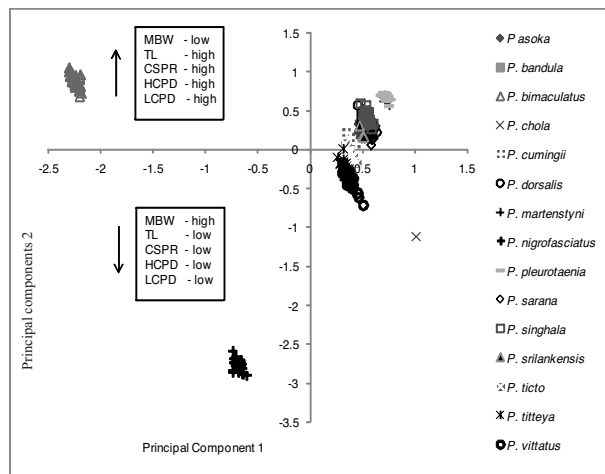 MBW - low
TL - high
CSPR - high
HCPD - high
LCPD - high
MBW - high
TL - low
CSPR - low
HCPD - low
LCPD - low
1.5
1
0.5
0
-0.5
-1
-1.5
-2
-2.5
-3
-3.5
-2.5 -2 -1.5 -1 -0.5 0 0.5 1 1.5
Principal components 2
Principal Component 1
P asoka
P. bandula
P. bimaculatus
P. chola
P. cumingii
P. dorsalis
P. martenstyni
P. nigrofasciatus
P. pleurotaenia
P. sarana
P. singhala
P. srilankensis
P. ticto
P. titteya
P. vittatus